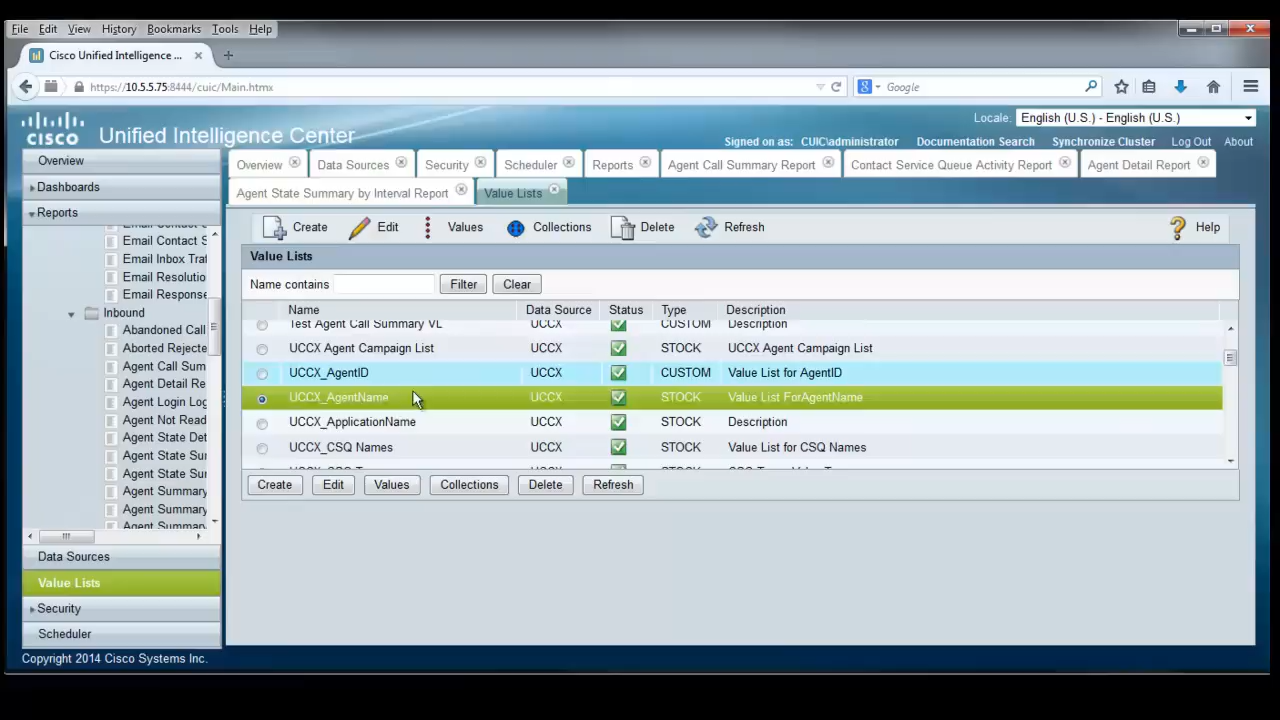 File Edit View History Bookmarks Tools Help
Cisco Unified Intelligence ...
https://10.5.5.75:8444/cuic/Main.htmx
Google
Locale: English (U.S.) - English (U.S.)
CISCO Unified Intelligence Center
Signed on as: CUIC\administrator Documentation Search Synchronize Cluster Log Out About
Overview
Dashboards
Reports
Email Contact S
Email Inbox Traf
Email Resolutio
Email Response
Inbound
Abandoned Call
Aborted Rejecte
Agent Call Sum
Agent Detail Re
Agent Login Log
Agent Not Read
Agent State Det
Agent State Sur
Agent State Sur
Agent Summary
Agent Summary
Agent Summary
Data Sources
Value Lists
Security
Scheduler
Overview Data Sources Security Scheduler Reports Agent Call Summary Report Contact Service Queue Activity Report Agent Detail Report
Agent State Summary by Interval Report Value Lists
Create Edit Values Collections Delete Refresh Help
Value Lists
Name contains Filter Clear
Name Data Source Status Type Description
Test Agent Call Summary VL UCCX CUSTOM Description
UCCX Agent Campaign List UCCX STOCK UCCX Agent Campaign List
UCCX_AgentID UCCX CUSTOM Value List for AgentID
UCCX_AgentName UCCX STOCK Value List ForAgentName
UCCX_ApplicationName UCCX STOCK Description
UCCX_CSQ Names UCCX STOCK Value List for CSQ Names
Create Edit Values Collections Delete Refresh
Copyright 2014 Cisco Systems Inc.